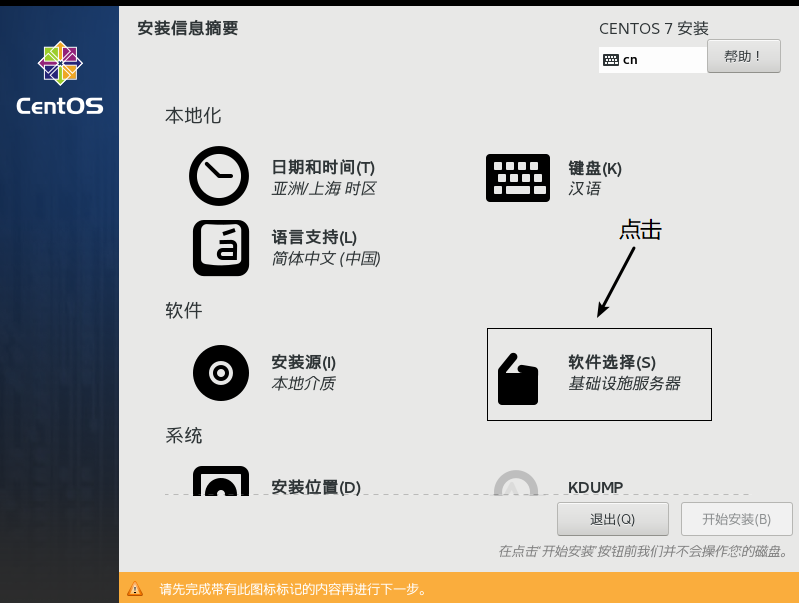 安装信息摘要
CENTOS 7 安装
cn
帮助！
CentOS
本地化
日期和时间(T)
亚洲/上海 时区
键盘(K)
汉语
语言支持(L)
简体中文 (中国)
点击
软件
安装源(I)
本地介质
软件选择(S)
基础设施服务器
系统
安装位置(D)
KDUMP
退出(Q)
开始安装(B)
在点击'开始安装'按钮前我们并不会操作您的磁盘。
请先完成带有此图标标记的内容再进行下一步。